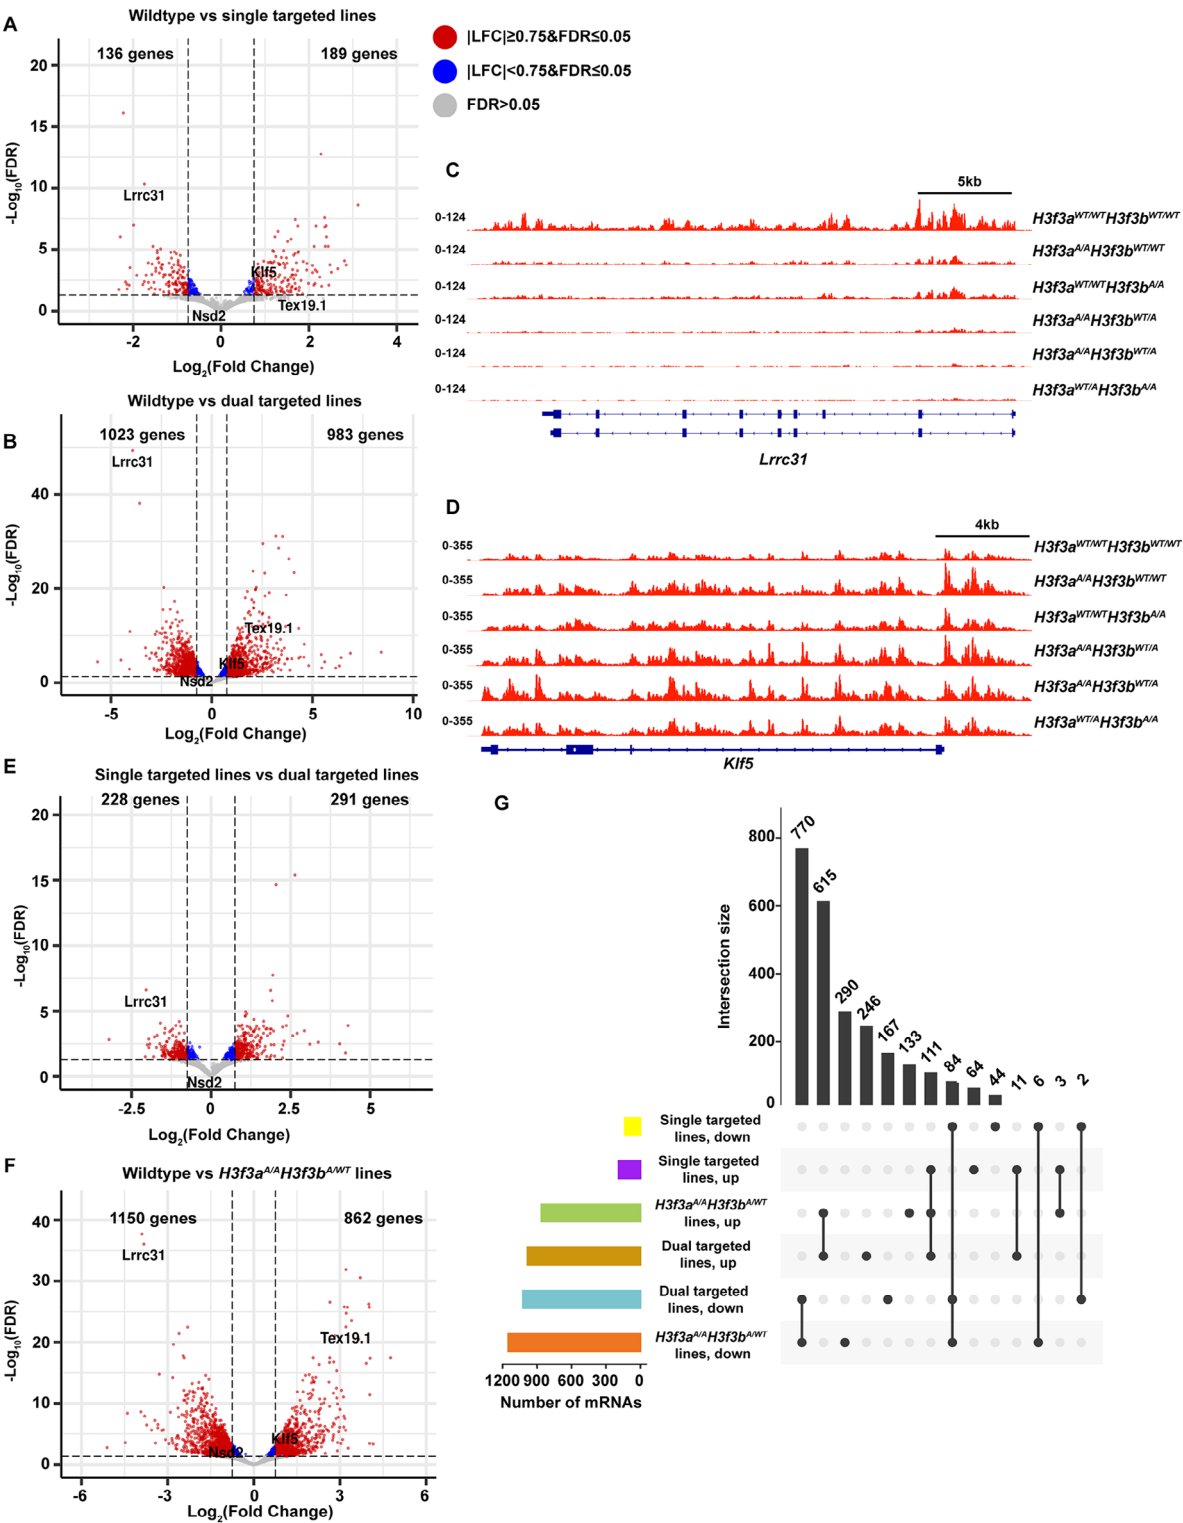 A
Wildtype vs single targeted lines
136 genes
189 genes
20
15
10
5
0
-Log10(FDR)
Lrrc31
Klf5
Tex19.1
Nsd2
-2
0
2
4
Log2(Fold Change)
|LFC|≥0.75&FDR≤0.05
|LFC|<0.75&FDR≤0.05
FDR>0.05
B
Wildtype vs dual targeted lines
1023 genes
983 genes
Lrrc31
40
20
0
-Log10(FDR)
Tex19.1
Klf5
Nsd2
-5
0
5
10
Log2(Fold Change)
C
5kb
0-124
H3f3aWT/WTH3f3bWT/WT
0-124
H3f3aA/AH3f3bWT/WT
0-124
H3f3aWT/WTH3f3bA/A
0-124
H3f3aA/AH3f3bWT/A
0-124
H3f3aA/AH3f3bWT/A
0-124
H3f3aWT/AH3f3bA/A
Lrrc31
D
4kb
0-355
H3f3aWT/WTH3f3bWT/WT
0-355
H3f3aA/AH3f3bWT/WT
0-355
H3f3aWT/WTH3f3bA/A
0-355
H3f3aA/AH3f3bWT/A
0-355
H3f3aA/AH3f3bWT/A
0-355
H3f3aWT/AH3f3bA/A
Klf5
E
Single targeted lines vs dual targeted lines
228 genes
291 genes
20
15
10
5
0
-Log10(FDR)
Lrrc31
Nsd2
-2.5
0
2.5
5
Log2(Fold Change)
F
Wildtype vs H3f3aA/AH3f3bA/WT lines
1150 genes
862 genes
40
30
20
10
0
-Log10(FDR)
Lrrc31
Tex19.1
Klf5
Nsd2
-6
-3
0
3
6
Log2(Fold Change)
G
Intersection size
800
600
400
200
0
770
615
290
246
167
133
111
84
64
44
11
6
3
2
Single targeted
lines, down
Single targeted
lines, up
H3f3aA/AH3f3bA/WT
lines, up
Dual targeted
lines, up
Dual targeted
lines, down
H3f3aA/AH3f3bA/WT
lines, down
1200 900 600 300 0
Number of mRNAs